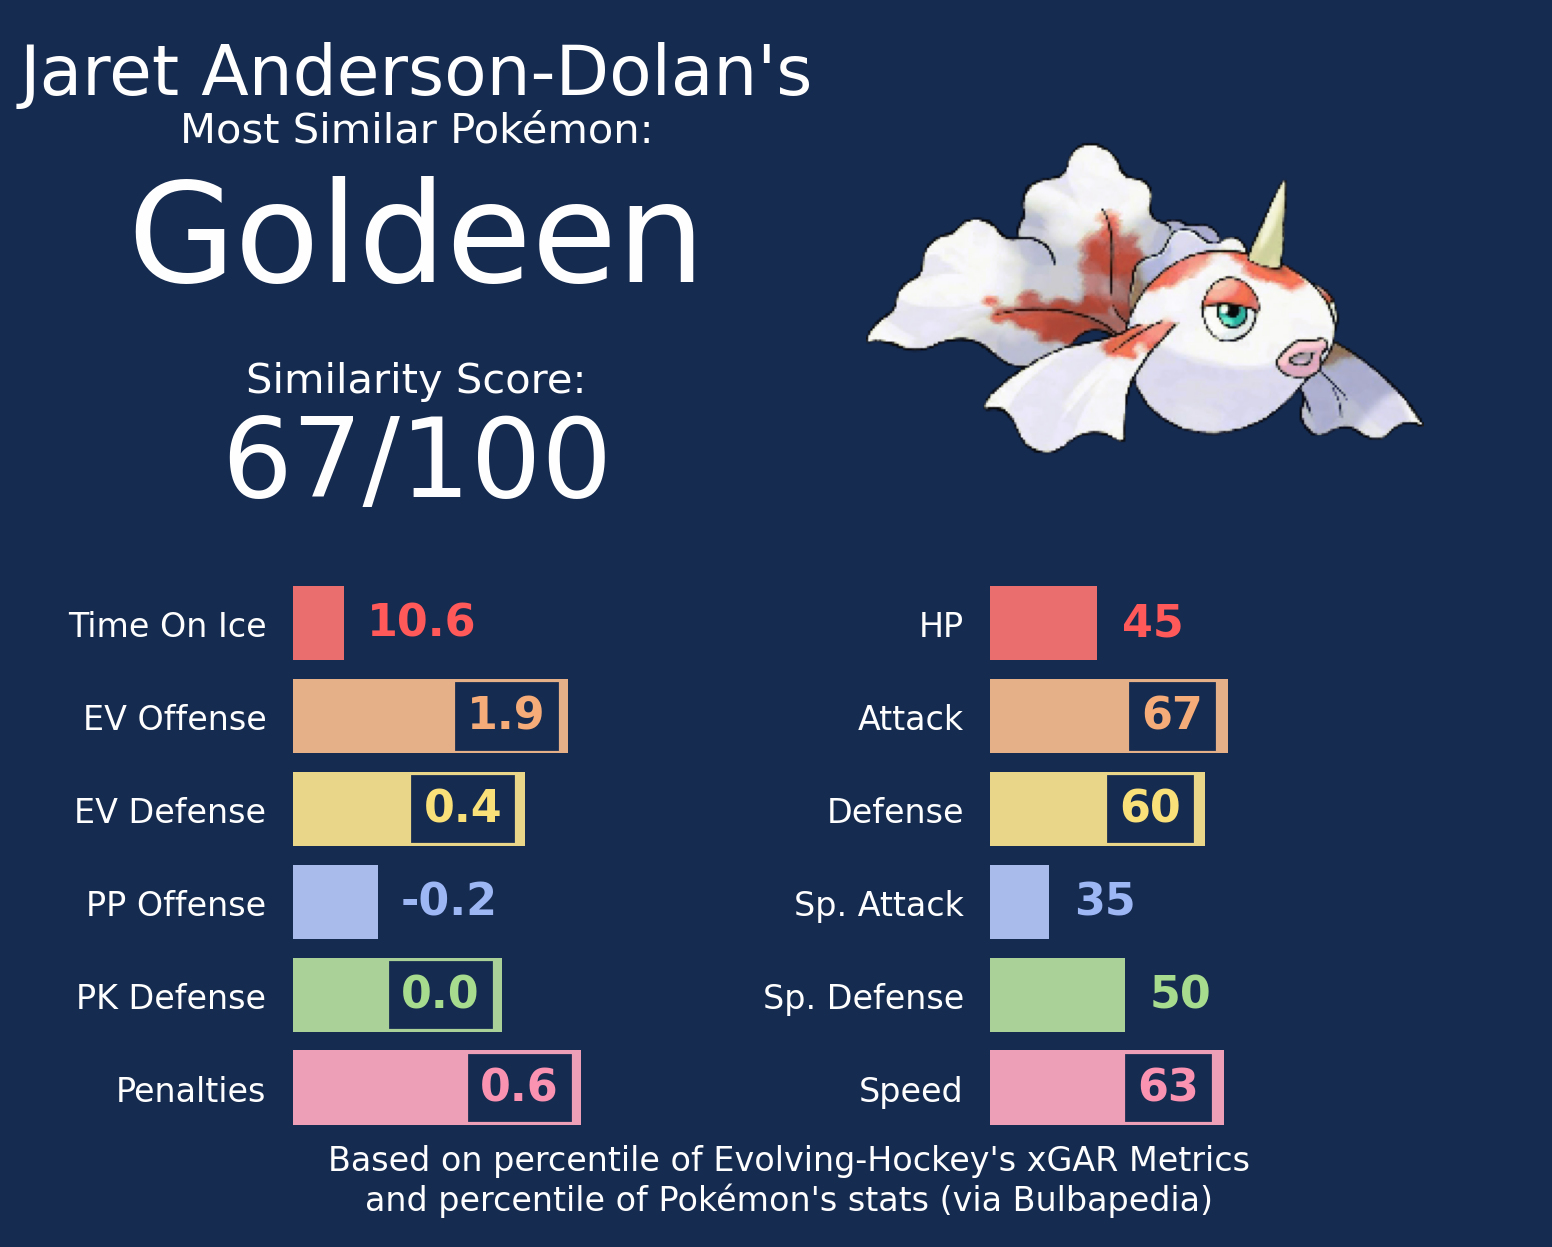 Jaret Anderson-Dolan's
Most Similar Pokémon:
Goldeen
Similarity Score:
67/100
Time On Ice 10.6
EV Offense 1.9
EV Defense 0.4
PP Offense -0.2
PK Defense 0.0
Penalties 0.6
HP 45
Attack 67
Defense 60
Sp. Attack 35
Sp. Defense 50
Speed 63
Based on percentile of Evolving-Hockey's xGAR Metrics
and percentile of Pokémon's stats (via Bulbapedia)